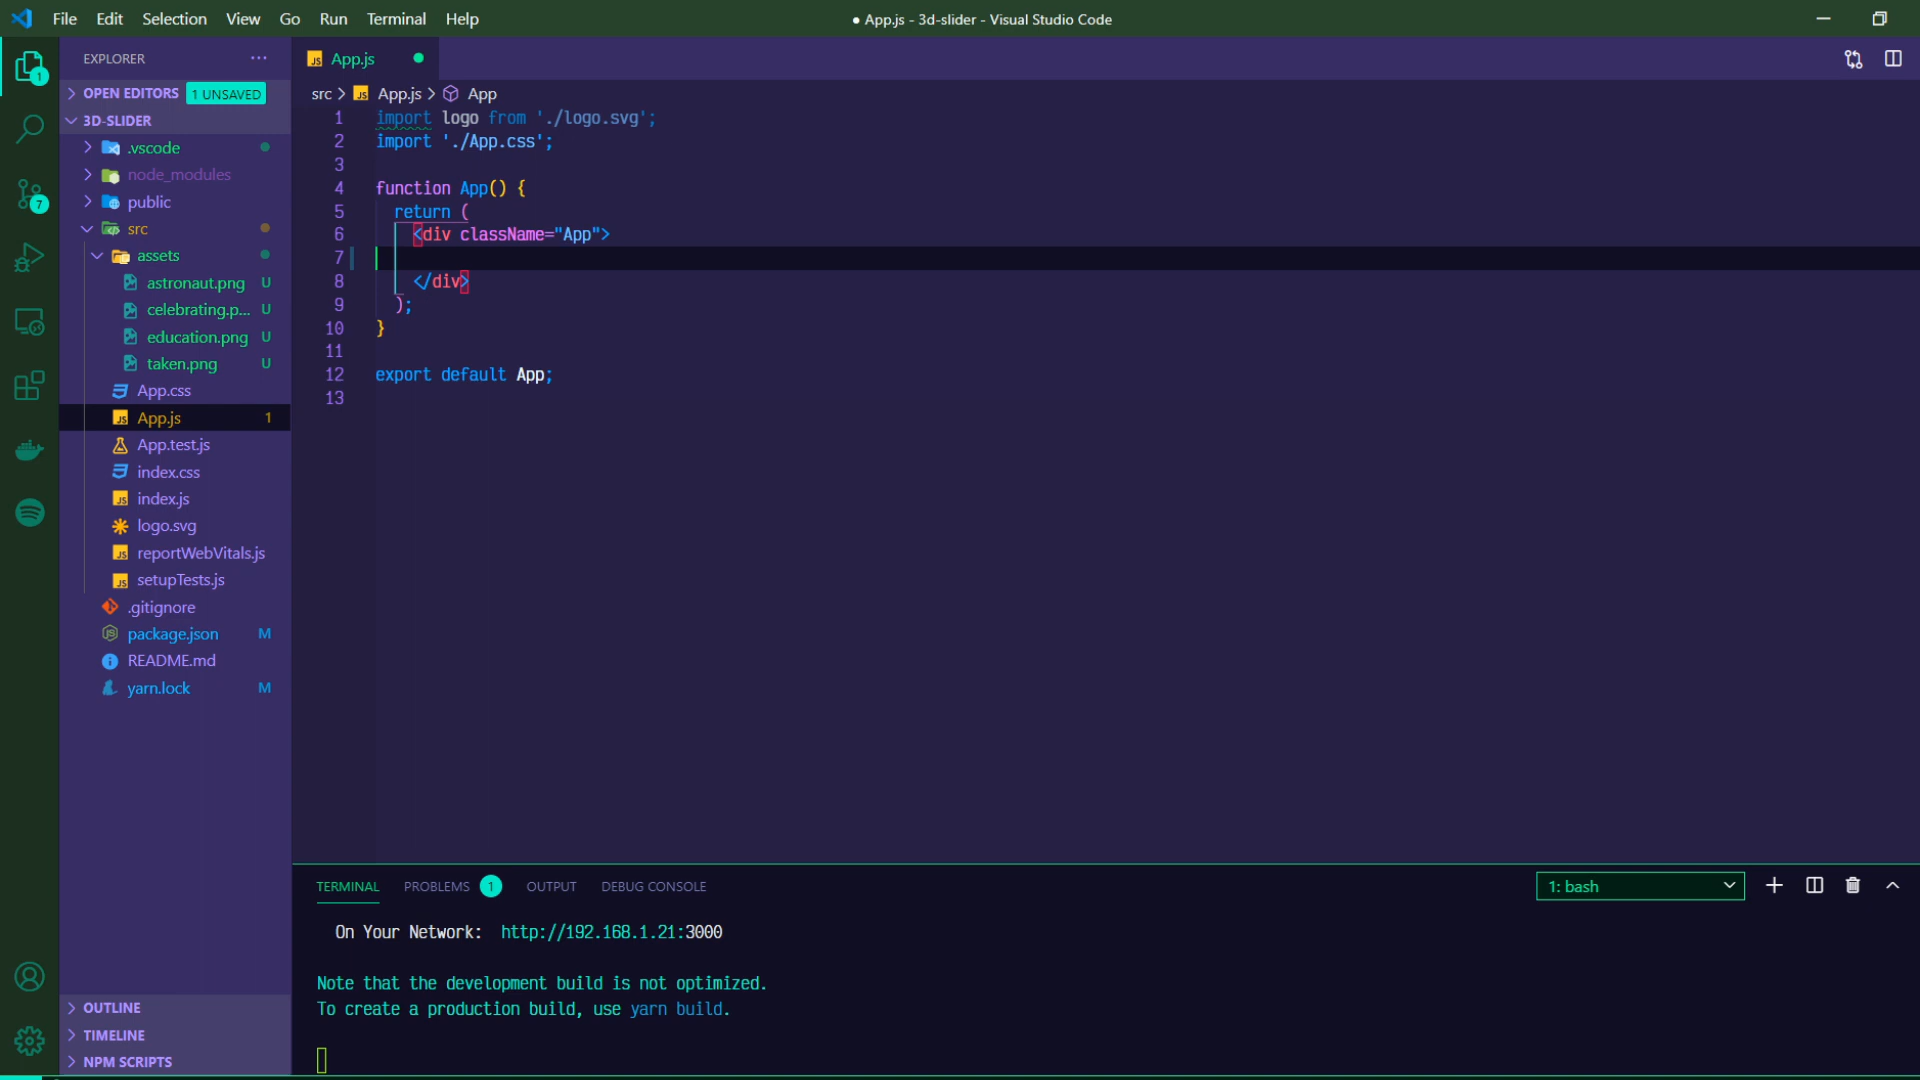 File Edit Selection View Go Run Terminal Help
● App.js - 3d-slider - Visual Studio Code
EXPLORER ···
App.js
OPEN EDITORS 1 UNSAVED
3D-SLIDER
.vscode
node_modules
public
src
assets
astronaut.png U
celebrating.p... U
education.png U
taken.png U
App.css
App.js 1
App.test.js
index.css
index.js
logo.svg
reportWebVitals.js
setupTests.js
.gitignore
package.json M
README.md
yarn.lock M
OUTLINE
TIMELINE
NPM SCRIPTS
1
7
src > App.js > App
1 import logo from './logo.svg';
2 import './App.css';
3
4 function App() {
5 return (
6 <div className="App">
7
8 </div>
9 );
10 }
11
12 export default App;
13
TERMINAL PROBLEMS 1 OUTPUT DEBUG CONSOLE
1: bash
On Your Network: http://192.168.1.21:3000
Note that the development build is not optimized.
To create a production build, use yarn build.